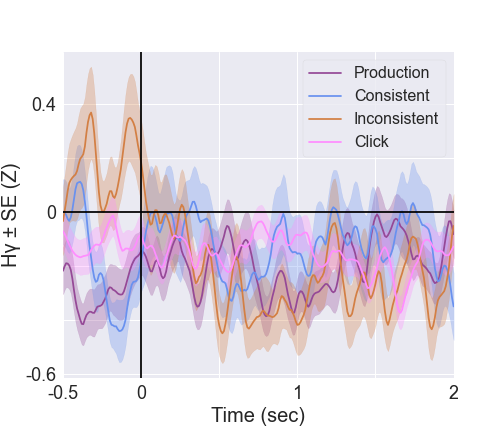 Production
Consistent
Inconsistent
Click
Hγ ± SE (Z)
0.4
0
-0.6
-0.5 0 1 2
Time (sec)